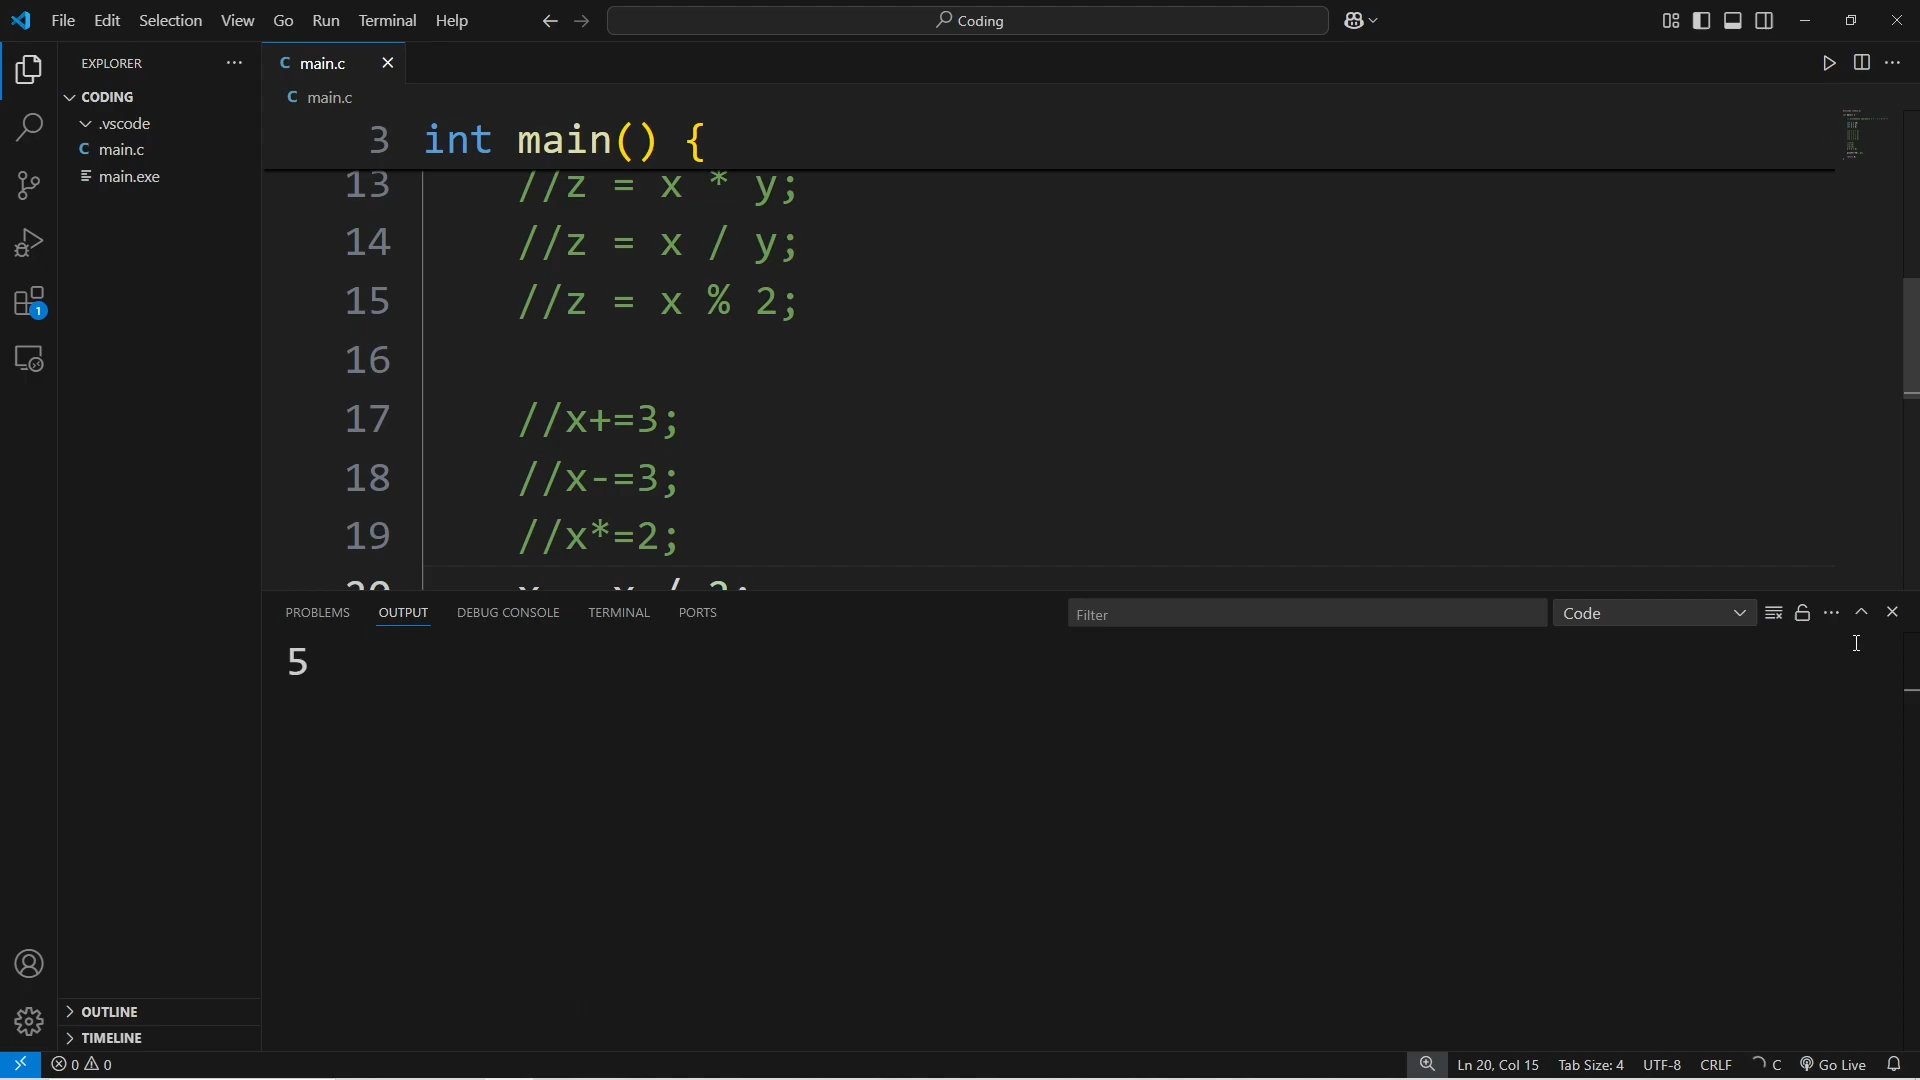 File Edit Selection View Go Run Terminal Help
Coding
EXPLORER
CODING
.vscode
main.c
main.exe
OUTLINE
TIMELINE
1
C main.c
C main.c
3 int main() {
13 //z = x * y;
14 //z = x / y;
15 //z = x % 2;
16
17 //x+=3;
18 //x-=3;
19 //x*=2;
PROBLEMS OUTPUT DEBUG CONSOLE TERMINAL PORTS
Filter
Code
5
0 0
Ln 20, Col 15 Tab Size: 4 UTF-8 CRLF C Go Live